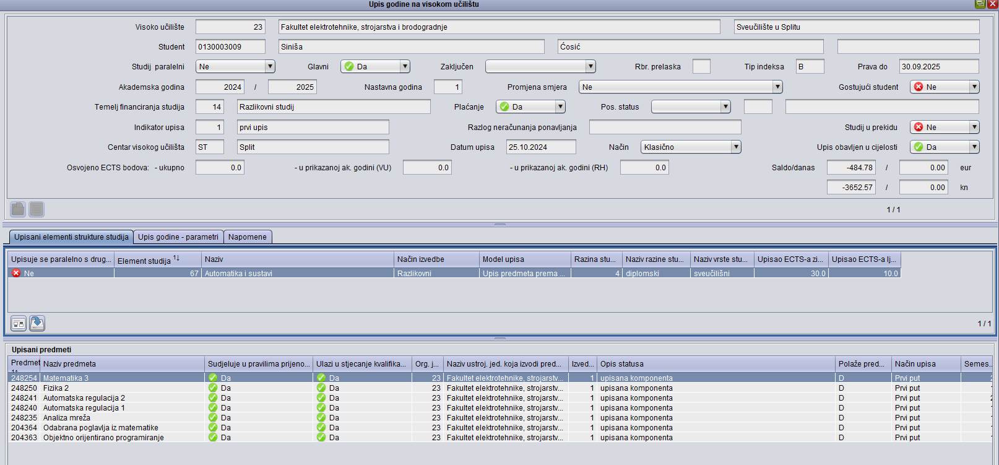 Upis godine na visokom učilištu
Visoko učilište 23 Fakultet elektrotehnike, strojarstva i brodogradnje Sveučilište u Splitu
Student 0130003009 Siniša Ćosić
Studij paralelni Ne Glavni Da Zaključen Rbr. prelaska Tip indeksa B Prava do 30.09.2025
Akademska godina 2024 / 2025 Nastavna godina 1 Promjena smjera Ne Gostujući student Ne
Temelj financiranja studija 14 Razlikovni studij Plaćanje Da Pos. status
Indikator upisa 1 prvi upis Razlog neračunanja ponavljanja Studij u prekidu Ne
Centar visokog učilišta ST Split Datum upisa 25.10.2024 Način Klasično Upis obavljen u cijelosti Da
Osvojeno ECTS bodova: - ukupno 0.0 - u prikazanoj ak. godini (VU) 0.0 - u prikazanoj ak. godini (RH) 0.0 Saldo/danas -484.78 / 0.00 eur
-3652.57 / 0.00 kn
1 / 1
Upisani elementi strukture studija Upis godine - parametri Napomene
Upisuje se paralelno s drug... Element studija 1↓ Naziv Način izvedbe Model upisa Razina stu... Naziv razine stu... Naziv vrste stu... Upisao ECTS-a zi... Upisao ECTS-a lj...
Ne 67 Automatika i sustavi Razlikovni Upis predmeta prema ... 4 diplomski sveučilišni 30.0 10.0
1 / 1
Upisani predmeti
Predmet Naziv predmeta Sudjeluje u pravilima prijeno... Ulazi u stjecanje kvalifika... Org. j... Naziv ustroj. jed. koja izvodi pred... Izved... Opis statusa Polaže pred... Način upisa Semes...
248254 Matematika 3 Da Da 23 Fakultet elektrotehnike, strojarstv... 1 upisana komponenta D Prvi put
248250 Fizika 2 Da Da 23 Fakultet elektrotehnike, strojarstv... 1 upisana komponenta D Prvi put
248241 Automatska regulacija 2 Da Da 23 Fakultet elektrotehnike, strojarstv... 1 upisana komponenta D Prvi put
248240 Automatska regulacija 1 Da Da 23 Fakultet elektrotehnike, strojarstv... 1 upisana komponenta D Prvi put
248235 Analiza mreža Da Da 23 Fakultet elektrotehnike, strojarstv... 1 upisana komponenta D Prvi put
204364 Odabrana poglavlja iz matematike Da Da 23 Fakultet elektrotehnike, strojarstv... 1 upisana komponenta D Prvi put
204363 Objektno orijentirano programiranje Da Da 23 Fakultet elektrotehnike, strojarstv... 1 upisana komponenta D Prvi put